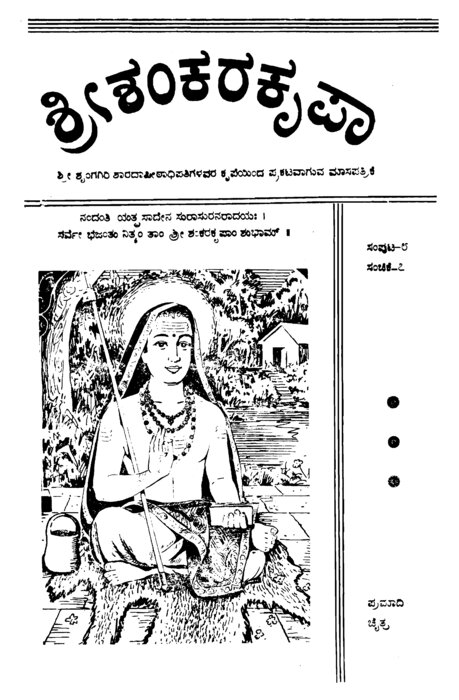 ಶ್ರೀಶಂಕರಕೃಪಾ
ಶ್ರೀ ಶೃಂಗಗಿರಿ ಶಾರದಾಪೀಠಾಧಿಪತಿಗಳವರ ಕೃಪೆಯಿಂದ ಪ್ರಕಟವಾಗುವ ಮಾಸಪತ್ರಿಕೆ
ನಂದಂತಿ ಯತ್ಪ್ರಸಾದೇನ ಸುರಾಸುರನರಾದಯಃ ।
ಸರ್ವೇ ಭಜಂತು ನಿತ್ಯಂ ತಾಂ ಶ್ರೀ ಶಂಕರಕೃಪಾಂ ಶುಭಾಮ್ ॥
ಸಂಪುಟ-೮
ಸಂಚಿಕೆ-೭
ಪ್ರಮಾದಿ
ಚೈತ್ರ